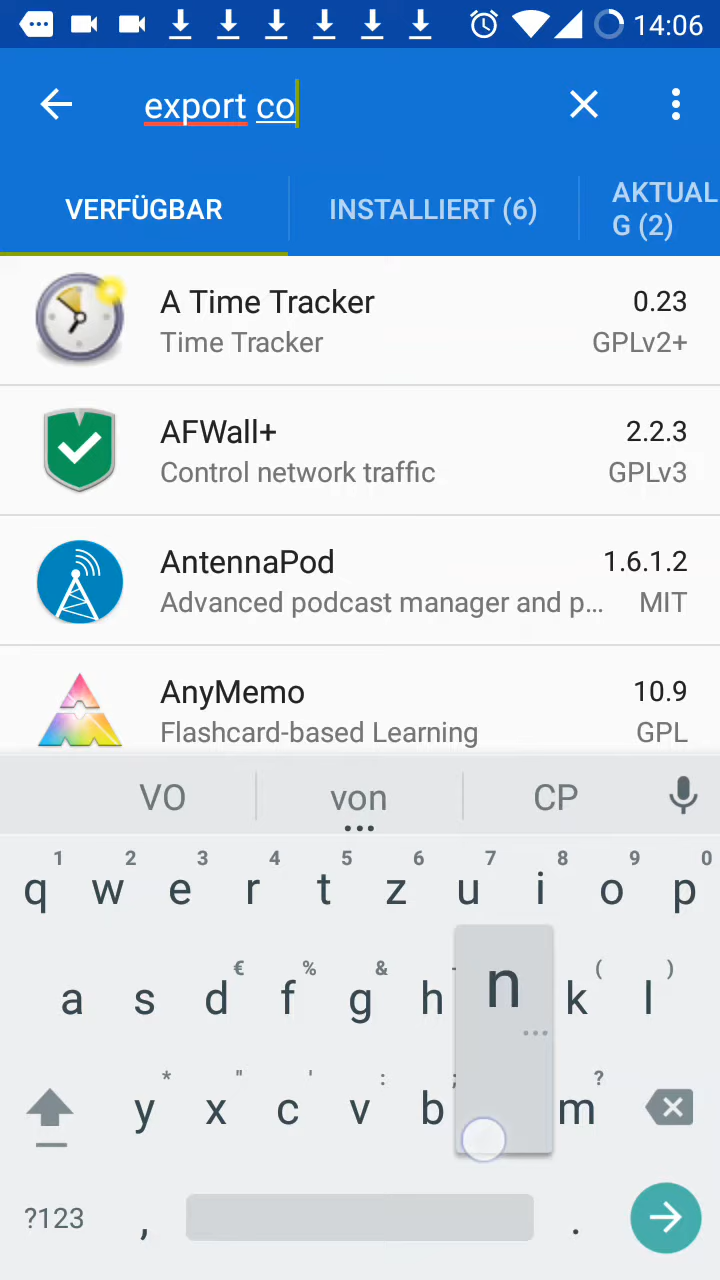 14:06
export co
VERFÜGBAR
INSTALLIERT (6)
AKTUAL
G (2)
A Time Tracker 0.23
Time Tracker GPLv2+
AFWall+ 2.2.3
Control network traffic GPLv3
AntennaPod 1.6.1.2
Advanced podcast manager and p... MIT
AnyMemo 10.9
Flashcard-based Learning GPL
VO von CP
1 2 3 4 5 6 7 8 9 0
q w e r t z u i o p
€ % & - ( )
a s d f g h n k l
* " ' : ; ?
y x c v b m
?123 , .